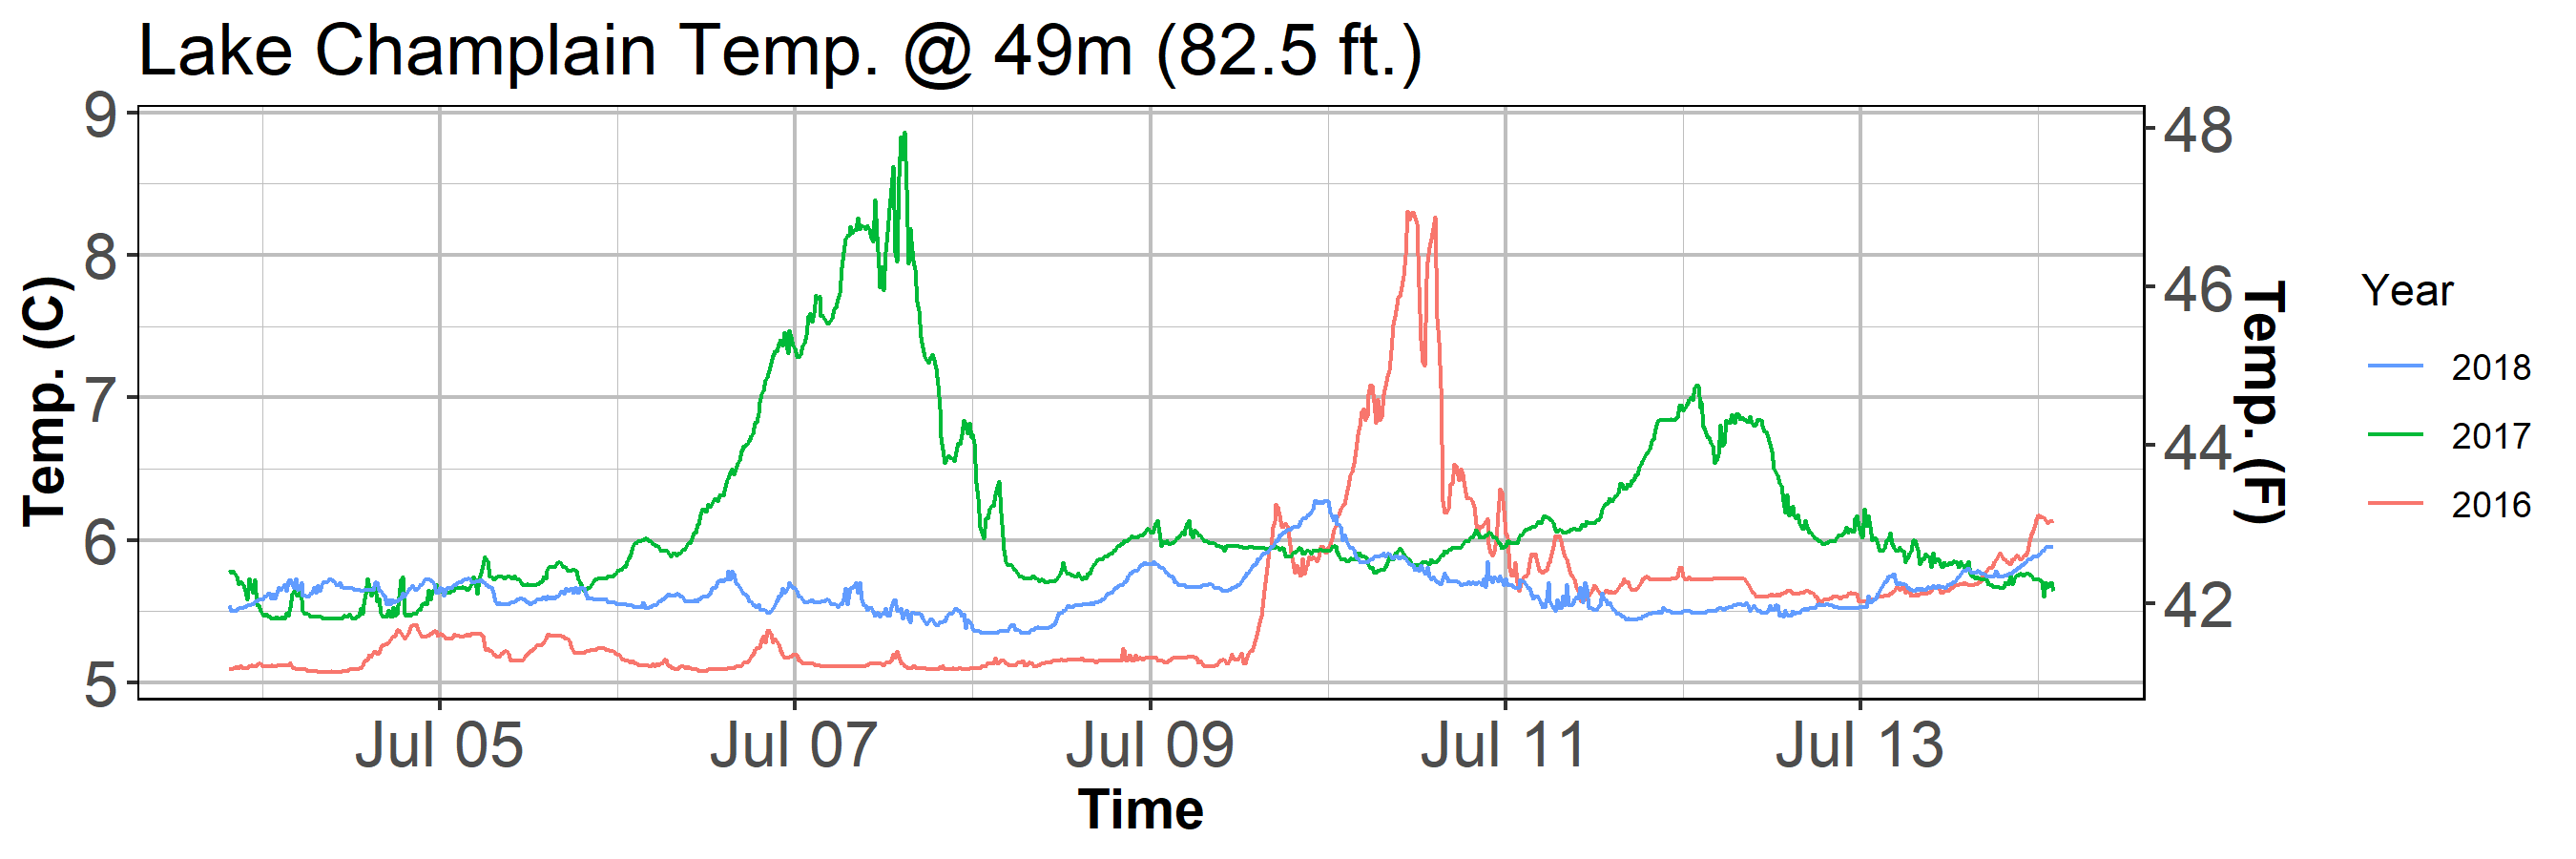 Lake Champlain Temp. @ 49m (82.5 ft.)
9
8
7
6
5
Temp. (C)
48
46
44
42
Temp. (F)
Jul 05
Jul 07
Jul 09
Jul 11
Jul 13
Time
Year
2018
2017
2016